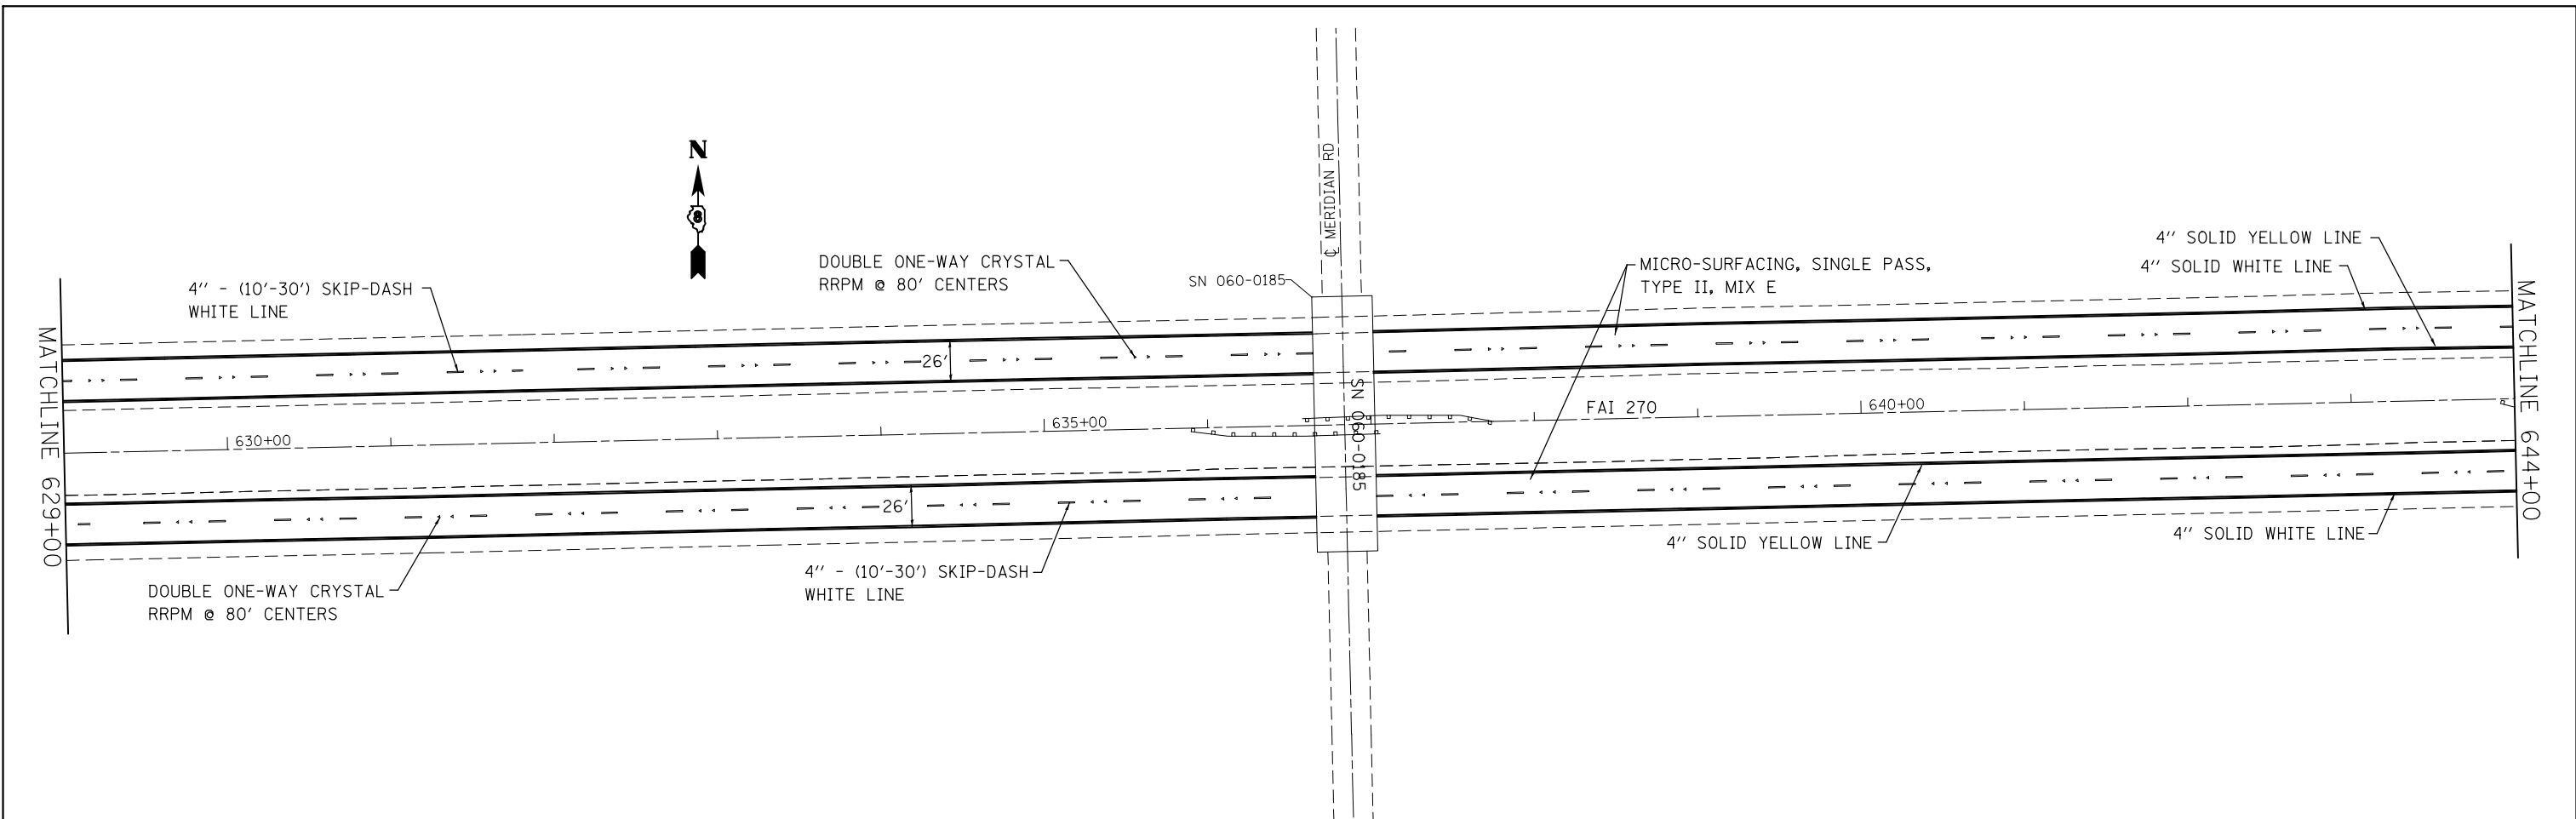 N
8
℄ MERIDIAN RD
4" SOLID YELLOW LINE
4" SOLID WHITE LINE
DOUBLE ONE-WAY CRYSTAL
RRPM @ 80' CENTERS
MICRO-SURFACING, SINGLE PASS,
TYPE II, MIX E
SN 060-0185
4" - (10'-30') SKIP-DASH
WHITE LINE
MATCHLINE 629+00
MATCHLINE 644+00
26'
SN 060-0185
FAI 270
630+00
635+00
640+00
26'
4" SOLID YELLOW LINE
4" SOLID WHITE LINE
4" - (10'-30') SKIP-DASH
WHITE LINE
DOUBLE ONE-WAY CRYSTAL
RRPM @ 80' CENTERS